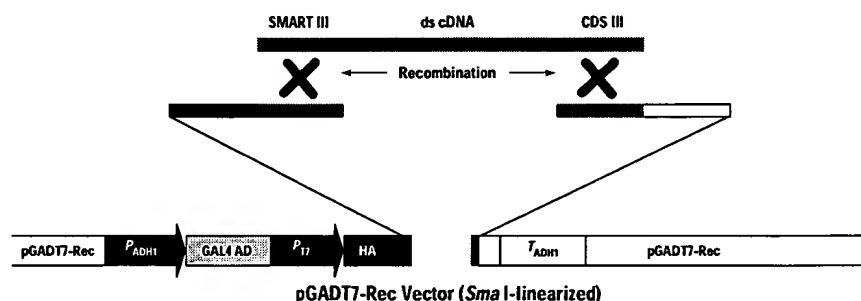 SMART III ds cDNA CDS III
Recombination
pGADT7-Rec PADH1 GAL4 AD PT7 HA TADH1 pGADT7-Rec
pGADT7-Rec Vector (Sma I-linearized)